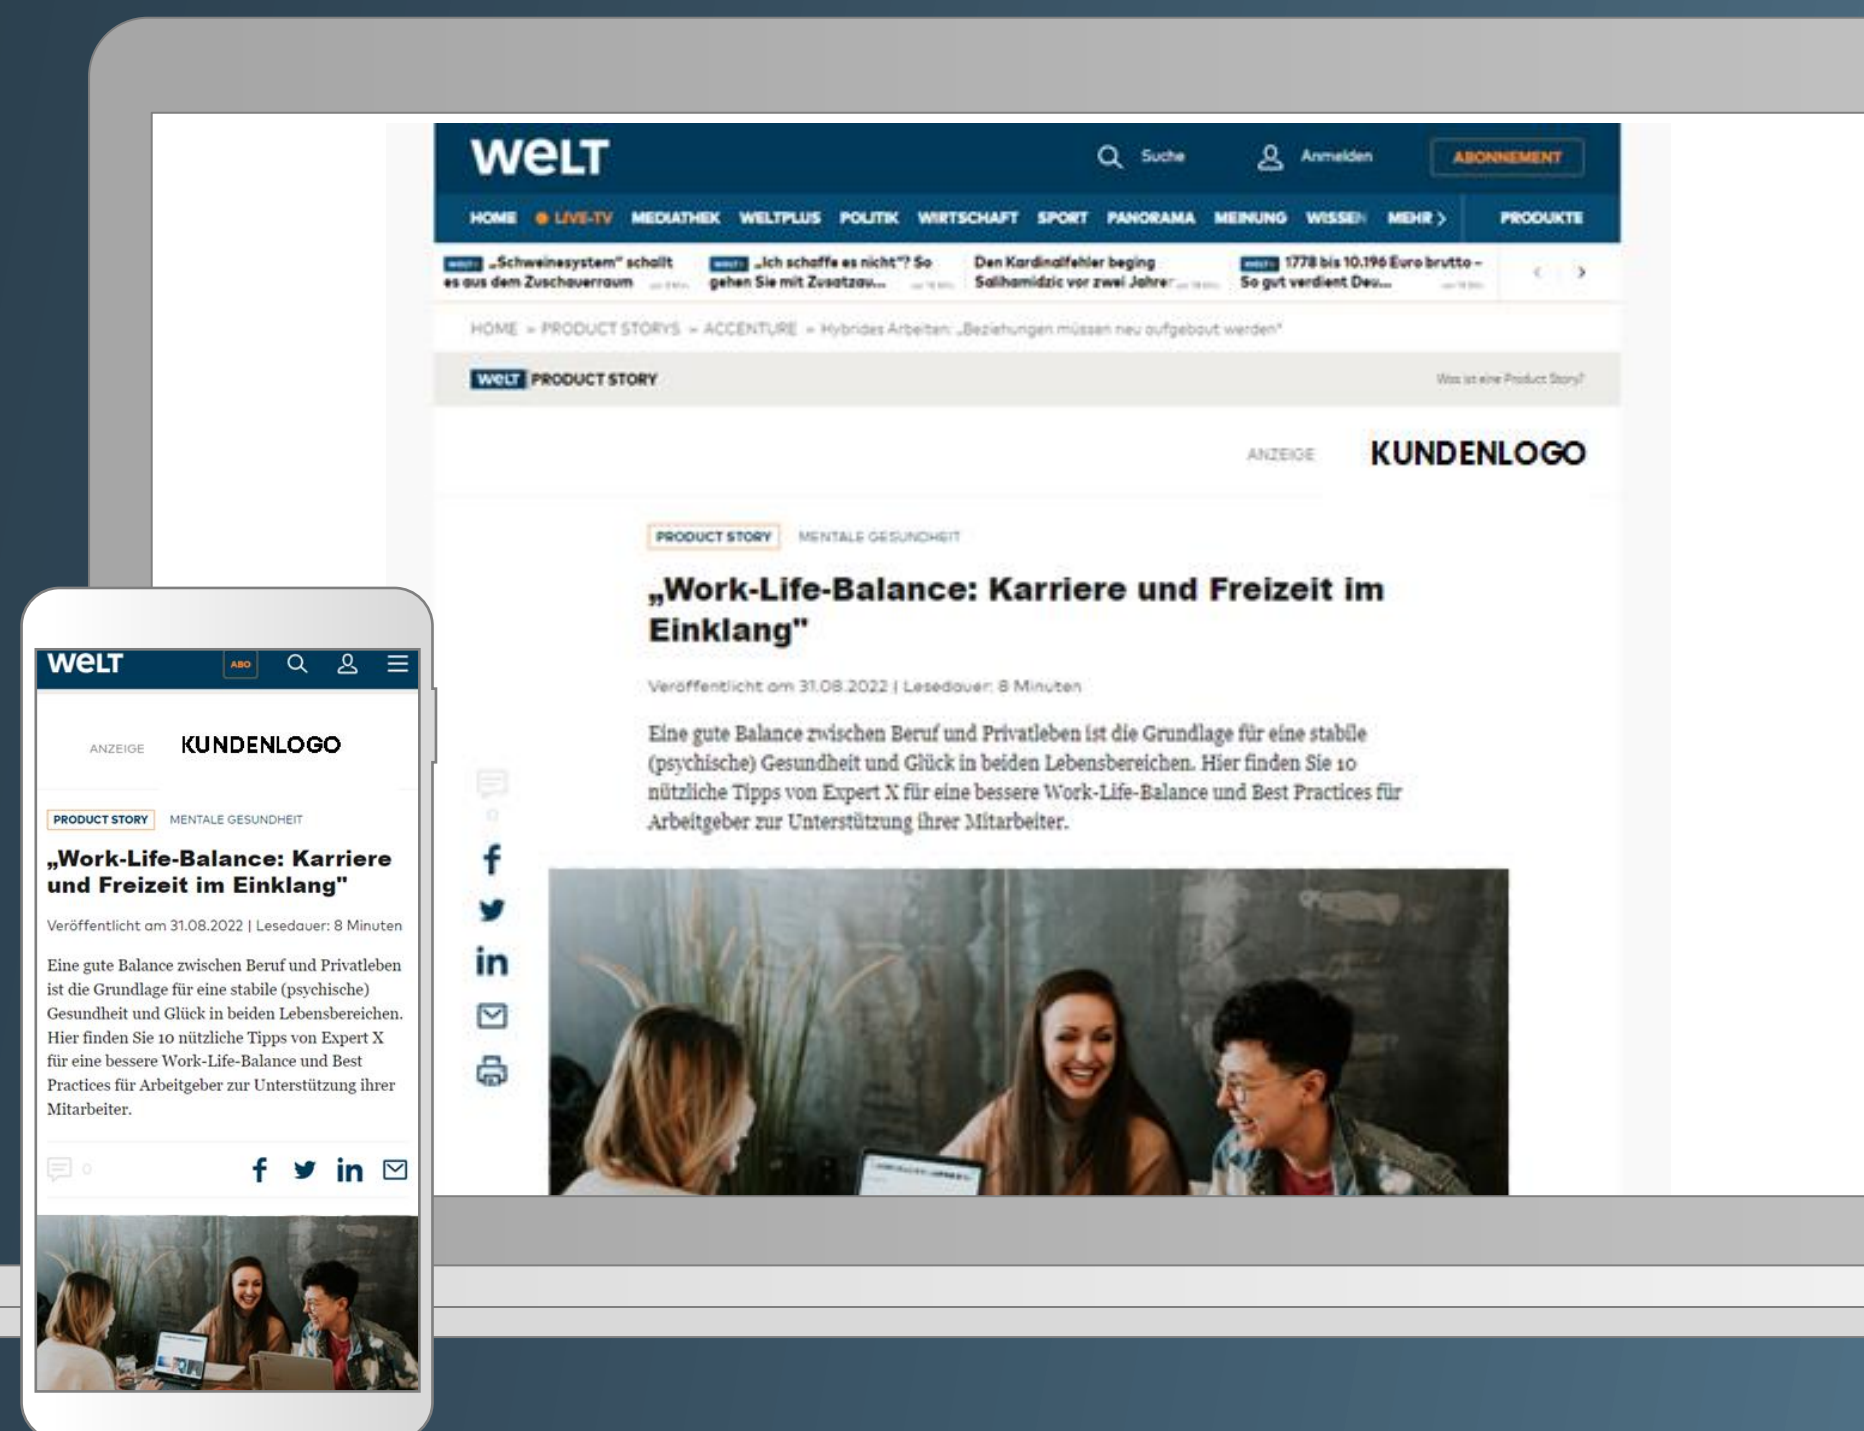 WELT
Suche
Anmelden
ABONNEMENT
HOME LIVE-TV MEDIATHEK WELTPLUS POLITIK WIRTSCHAFT SPORT PANORAMA MEINUNG WISSEN MEHR PRODUKTE
„Schweinesystem“ schallt
es aus dem Zuschauerraum
„Ich schaffe es nicht“? So
gehen Sie mit Zusatzau...
Den Kardinalfehler beging
Salihamidzic vor zwei Jahren
1778 bis 10.196 Euro brutto –
So gut verdient Deu...
HOME » PRODUCT STORYS » ACCENTURE » Hybrides Arbeiten: „Beziehungen müssen neu aufgebaut werden“
WELT PRODUCT STORY
Was ist eine Product Story?
ANZEIGE KUNDENLOGO
PRODUCT STORY MENTALE GESUNDHEIT
„Work-Life-Balance: Karriere und Freizeit im
Einklang"
Veröffentlicht am 31.08.2022 | Lesedauer: 8 Minuten
Eine gute Balance zwischen Beruf und Privatleben ist die Grundlage für eine stabile
(psychische) Gesundheit und Glück in beiden Lebensbereichen. Hier finden Sie 10
nützliche Tipps von Expert X für eine bessere Work-Life-Balance und Best Practices für
Arbeitgeber zur Unterstützung ihrer Mitarbeiter.
0
WELT
ABO
ANZEIGE KUNDENLOGO
PRODUCT STORY MENTALE GESUNDHEIT
„Work-Life-Balance: Karriere
und Freizeit im Einklang"
Veröffentlicht am 31.08.2022 | Lesedauer: 8 Minuten
Eine gute Balance zwischen Beruf und Privatleben
ist die Grundlage für eine stabile (psychische)
Gesundheit und Glück in beiden Lebensbereichen.
Hier finden Sie 10 nützliche Tipps von Expert X
für eine bessere Work-Life-Balance und Best
Practices für Arbeitgeber zur Unterstützung ihrer
Mitarbeiter.
0